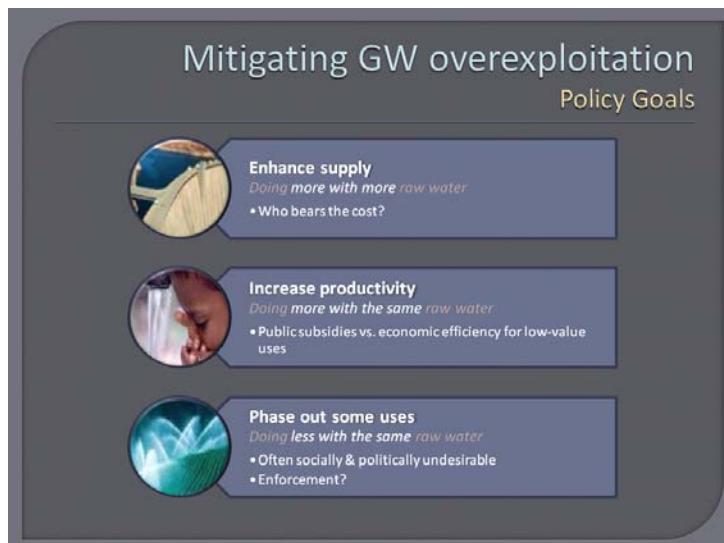 Mitigating GW overexploitation
Policy Goals
Enhance supply
Doing more with more raw water
• Who bears the cost?
Increase productivity
Doing more with the same raw water
• Public subsidies vs. economic efficiency for low-value
uses
Phase out some uses
Doing less with the same raw water
• Often socially & politically undesirable
• Enforcement?